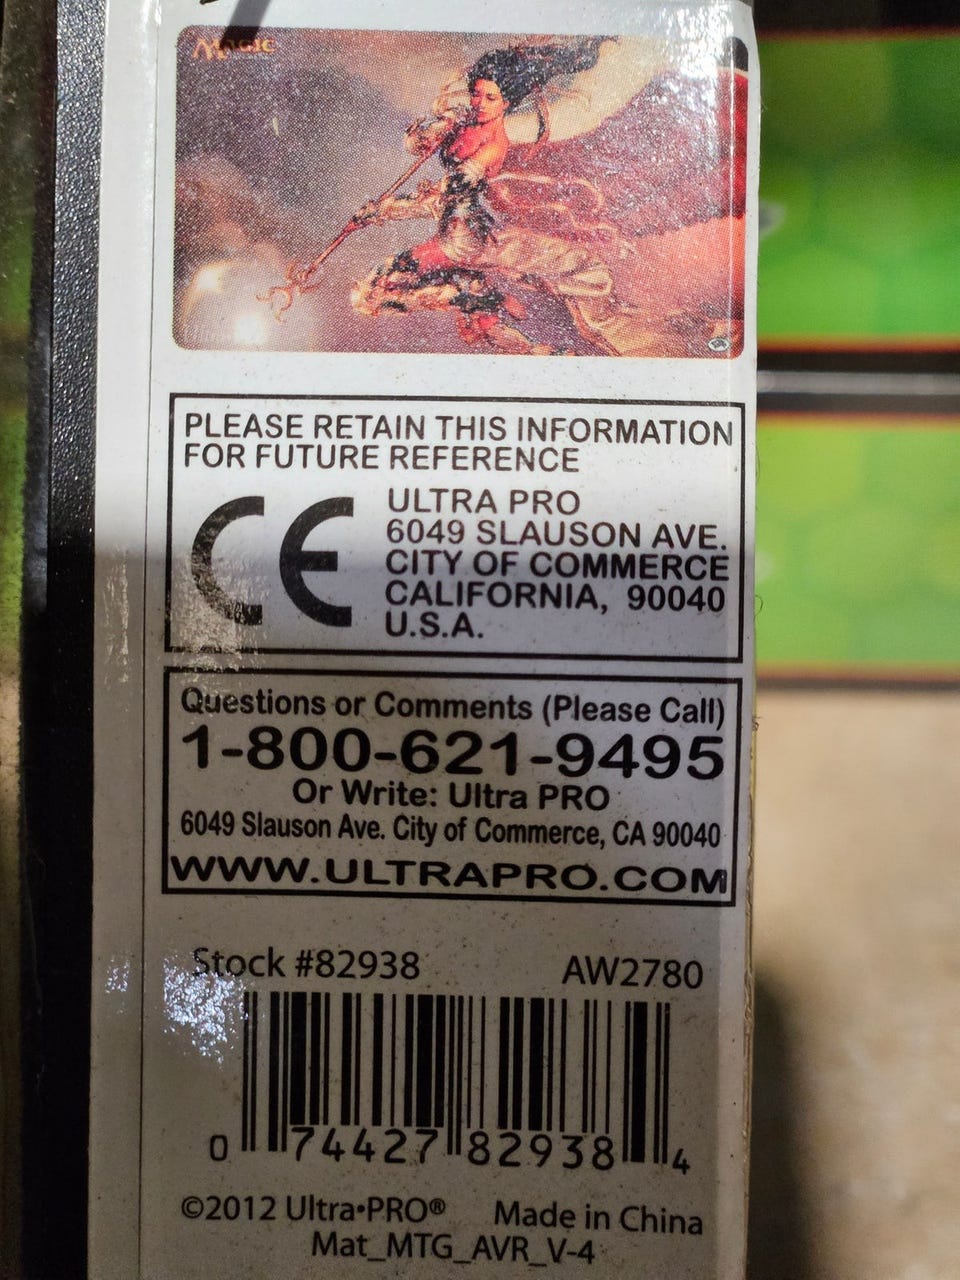 MAGIC
PLEASE RETAIN THIS INFORMATION
FOR FUTURE REFERENCE
CE
ULTRA PRO
6049 SLAUSON AVE.
CITY OF COMMERCE
CALIFORNIA, 90040
U.S.A.
Questions or Comments (Please Call)
1-800-621-9495
Or Write: Ultra PRO
6049 Slauson Ave. City of Commerce, CA 90040
WWW.ULTRAPRO.COM
Stock #82938 AW2780
0 74427 82938 4
©2012 Ultra•PRO® Made in China
Mat_MTG_AVR_V-4